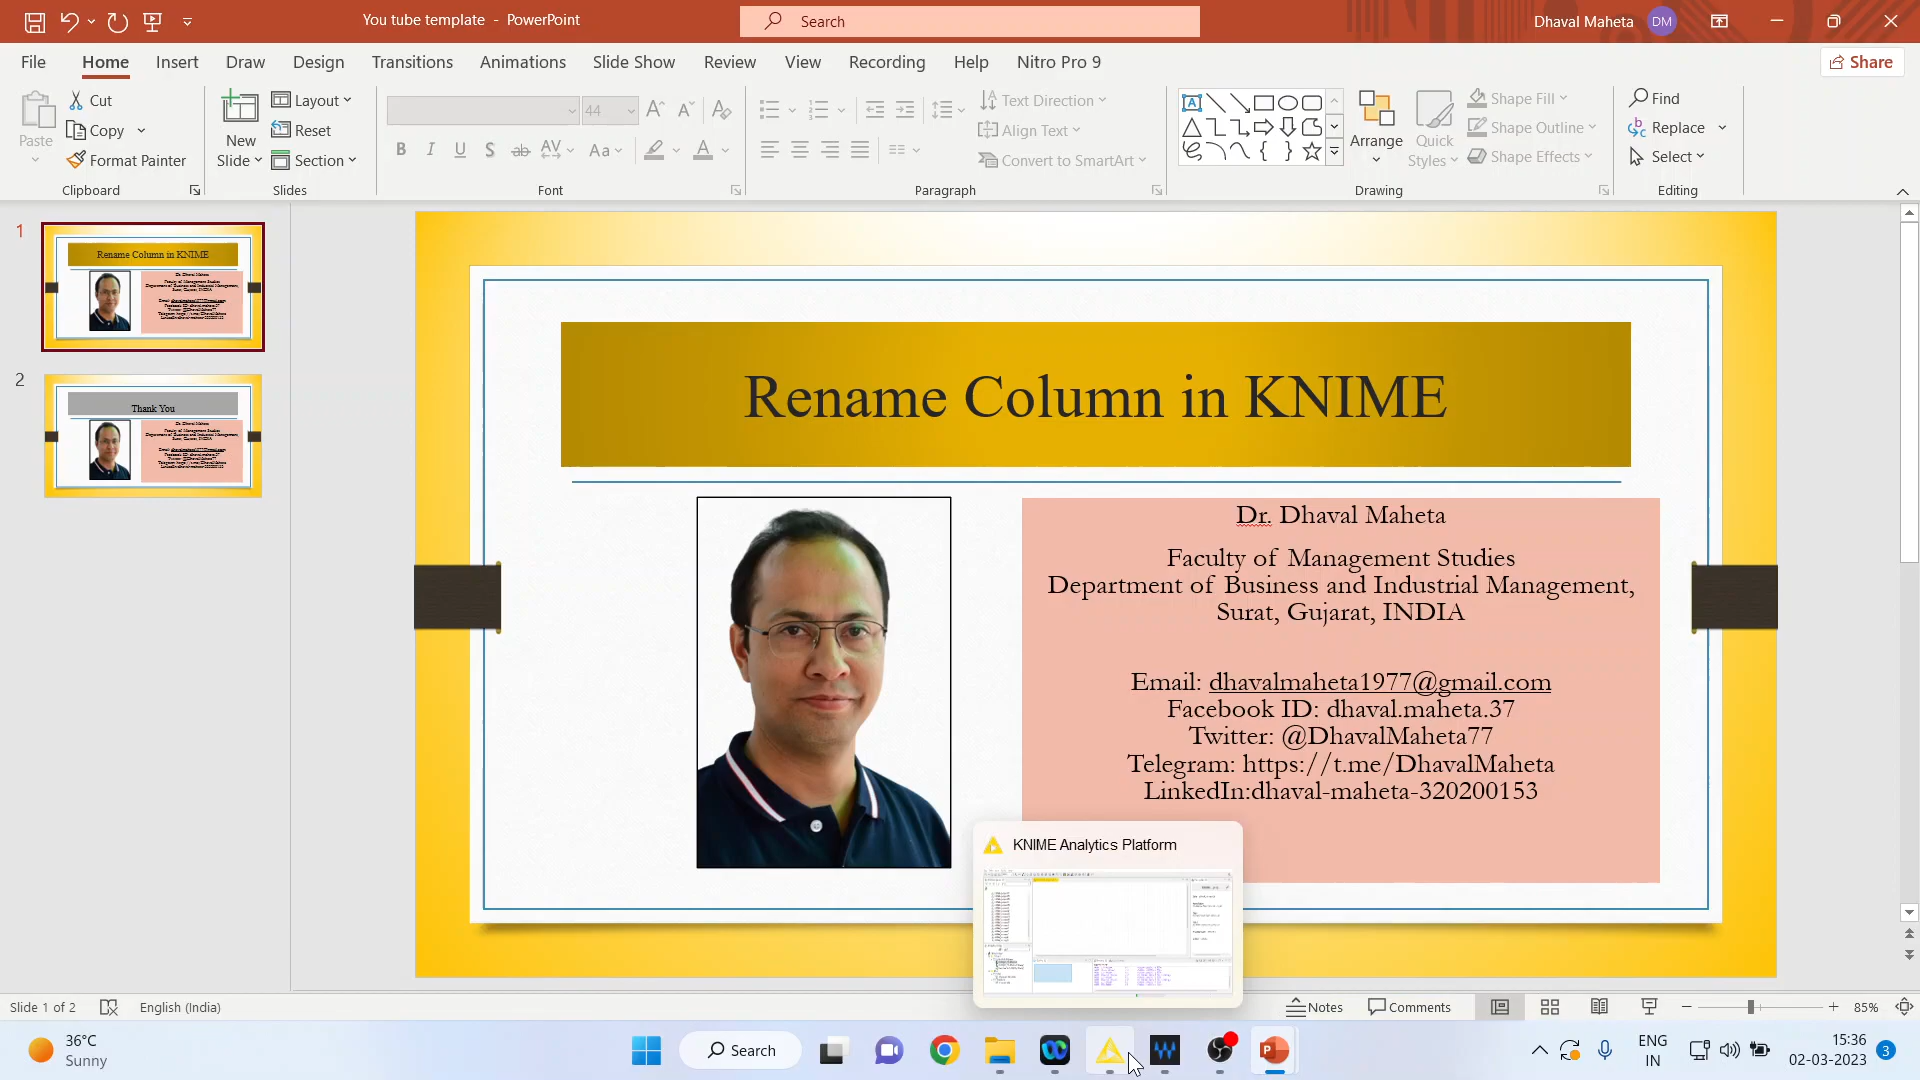 You tube template - PowerPoint
Search
Dhaval Maheta DM
File Home Insert Draw Design Transitions Animations Slide Show Review View Recording Help Nitro Pro 9 Share
Paste
Cut
Copy
Format Painter
Clipboard
New
Slide
Layout
Reset
Section
Slides
44
B I U S ab AV Aa A
Font
Text Direction
Align Text
Convert to SmartArt
Paragraph
Arrange
Quick
Styles
Shape Fill
Shape Outline
Shape Effects
Drawing
Find
Replace
Select
Editing
1
Rename Column in KNIME
2
Thank You
Rename Column in KNIME
Dr. Dhaval Maheta
Faculty of Management Studies
Department of Business and Industrial Management,
Surat, Gujarat, INDIA
Email: dhavalmaheta1977@gmail.com
Facebook ID: dhaval.maheta.37
Twitter: @DhavalMaheta77
Telegram: https://t.me/DhavalMaheta
LinkedIn:dhaval-maheta-320200153
KNIME Analytics Platform
Slide 1 of 2 English (India) Notes Comments 85%
36°C
Sunny
Search
ENG
IN
15:36
02-03-2023
3